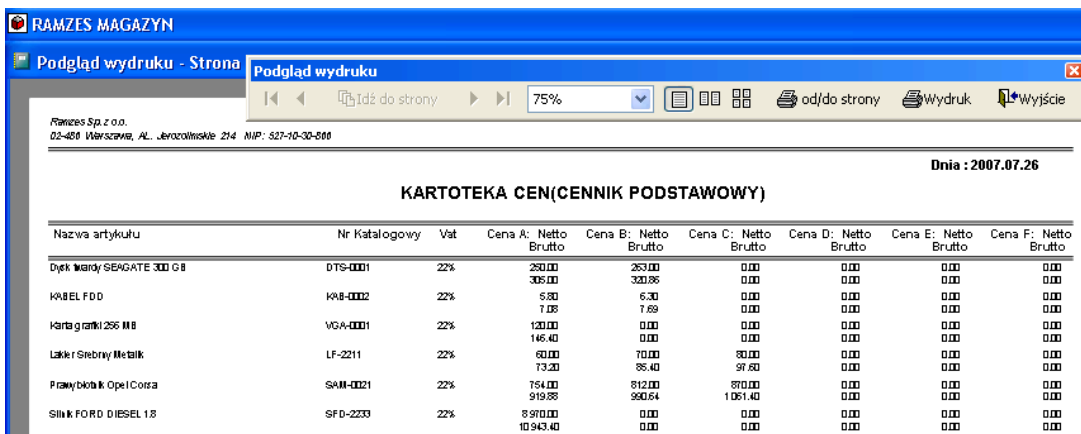 RAMZES MAGAZYN
Podgląd wydruku - Strona
Podgląd wydruku
Idź do strony 75% od/do strony Wydruk Wyjście
Ramzes Sp. z o.o.
02-486 Warszawa, AL. Jerozolimskie 214 NIP: 527-10-30-866
Dnia : 2007.07.26
KARTOTEKA CEN(CENNIK PODSTAWOWY)
Nazwa artykułu Nr Katalogowy Vat Cena A: Netto Cena B: Netto Cena C: Netto Cena D: Netto Cena E: Netto Cena F: Netto
Brutto Brutto Brutto Brutto Brutto Brutto
Dysk twardy SEAGATE 300 GB DTS-0001 22% 250.00 263.00 0.00 0.00 0.00 0.00
305.00 320.86 0.00 0.00 0.00 0.00
KABEL FDD KAB-0002 22% 5.80 6.30 0.00 0.00 0.00 0.00
7.08 7.69 0.00 0.00 0.00 0.00
Karta grafiki 256 MB VGA-0001 22% 120.00 0.00 0.00 0.00 0.00 0.00
146.40 0.00 0.00 0.00 0.00 0.00
Lakier Srebrny Metalik LF-2211 22% 60.00 70.00 80.00 0.00 0.00 0.00
73.20 85.40 97.60 0.00 0.00 0.00
Prawy błotnik Opel Corsa SAM-0021 22% 754.00 812.00 870.00 0.00 0.00 0.00
919.88 990.64 1 061.40 0.00 0.00 0.00
Silnik FORD DIESEL 1.8 SFD-2233 22% 8 970.00 0.00 0.00 0.00 0.00 0.00
10 943.40 0.00 0.00 0.00 0.00 0.00